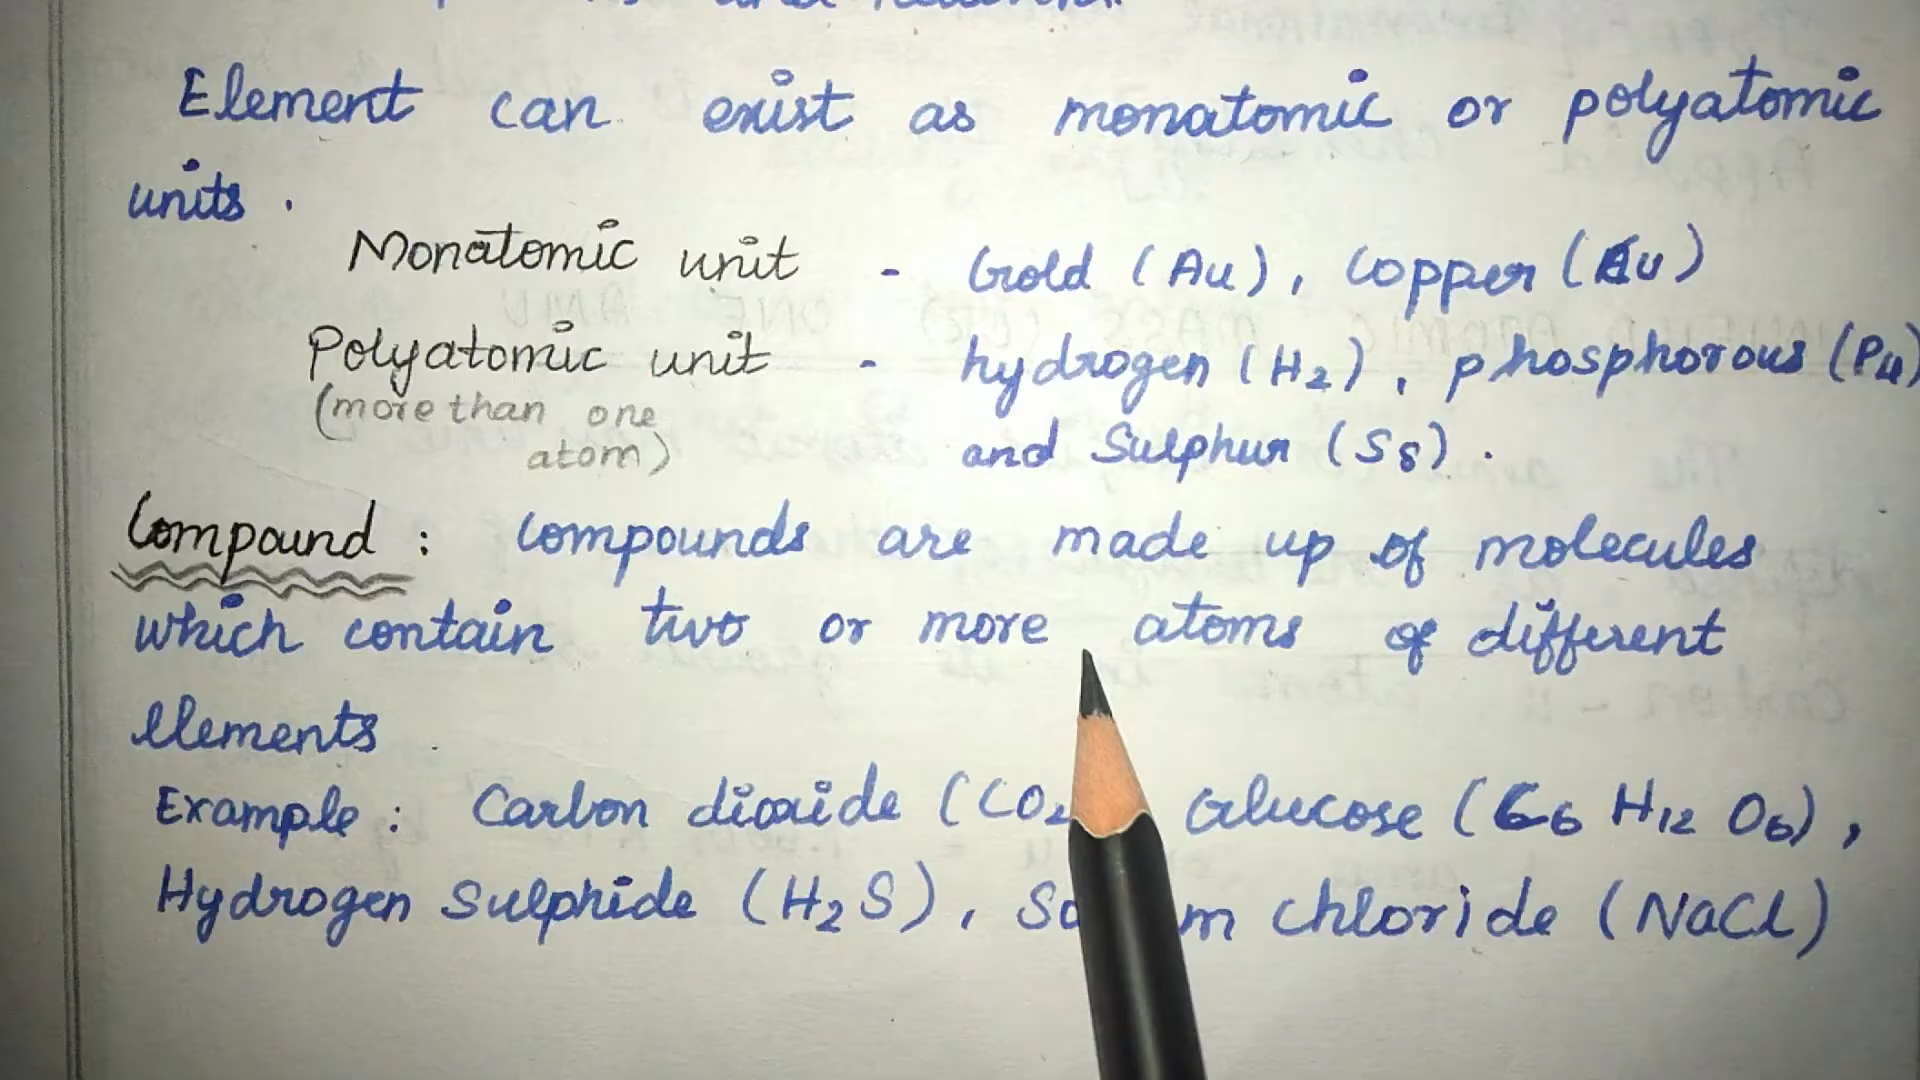 Element can exist as monatomic or polyatomic
units.
Monatomic unit - Gold (Au), Copper (Cu)
Polyatomic unit - hydrogen (H2), phosphorous (P4)
(more than one
atom) and Sulphur (S8).
Compound: Compounds are made up of molecules
which contain two or more atoms of different
elements.
Example: Carbon dioxide (CO2 Glucose (C6 H12 O6),
Hydrogen Sulphide (H2S), chloride (NaCl)